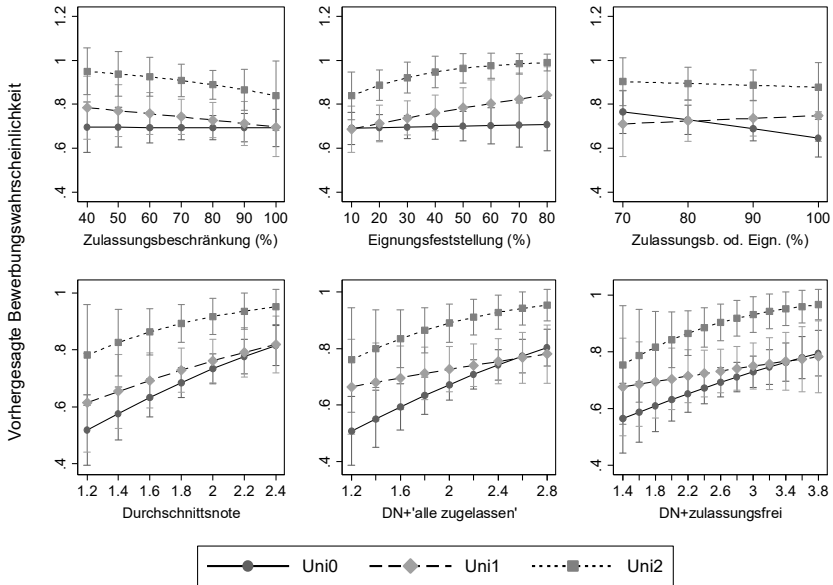 Vorhergesagte Bewerbungswahrscheinlichkeit
1.2
1
.8
.6
.4
40 50 60 70 80 90 100
Zulassungsbeschränkung (%)
1.2
1
.8
.6
.4
10 20 30 40 50 60 70 80
Eignungsfeststellung (%)
1.2
1
.8
.6
.4
70 80 90 100
Zulassungsb. od. Eign. (%)
1
.8
.6
.4
1.2 1.4 1.6 1.8 2 2.2 2.4
Durchschnittsnote
1
.8
.6
.4
1.2 1.6 2 2.4 2.8
DN+'alle zugelassen'
1
.8
.6
.4
1.4 1.8 2.2 2.6 3 3.4 3.8
DN+zulassungsfrei
Uni0 Uni1 Uni2